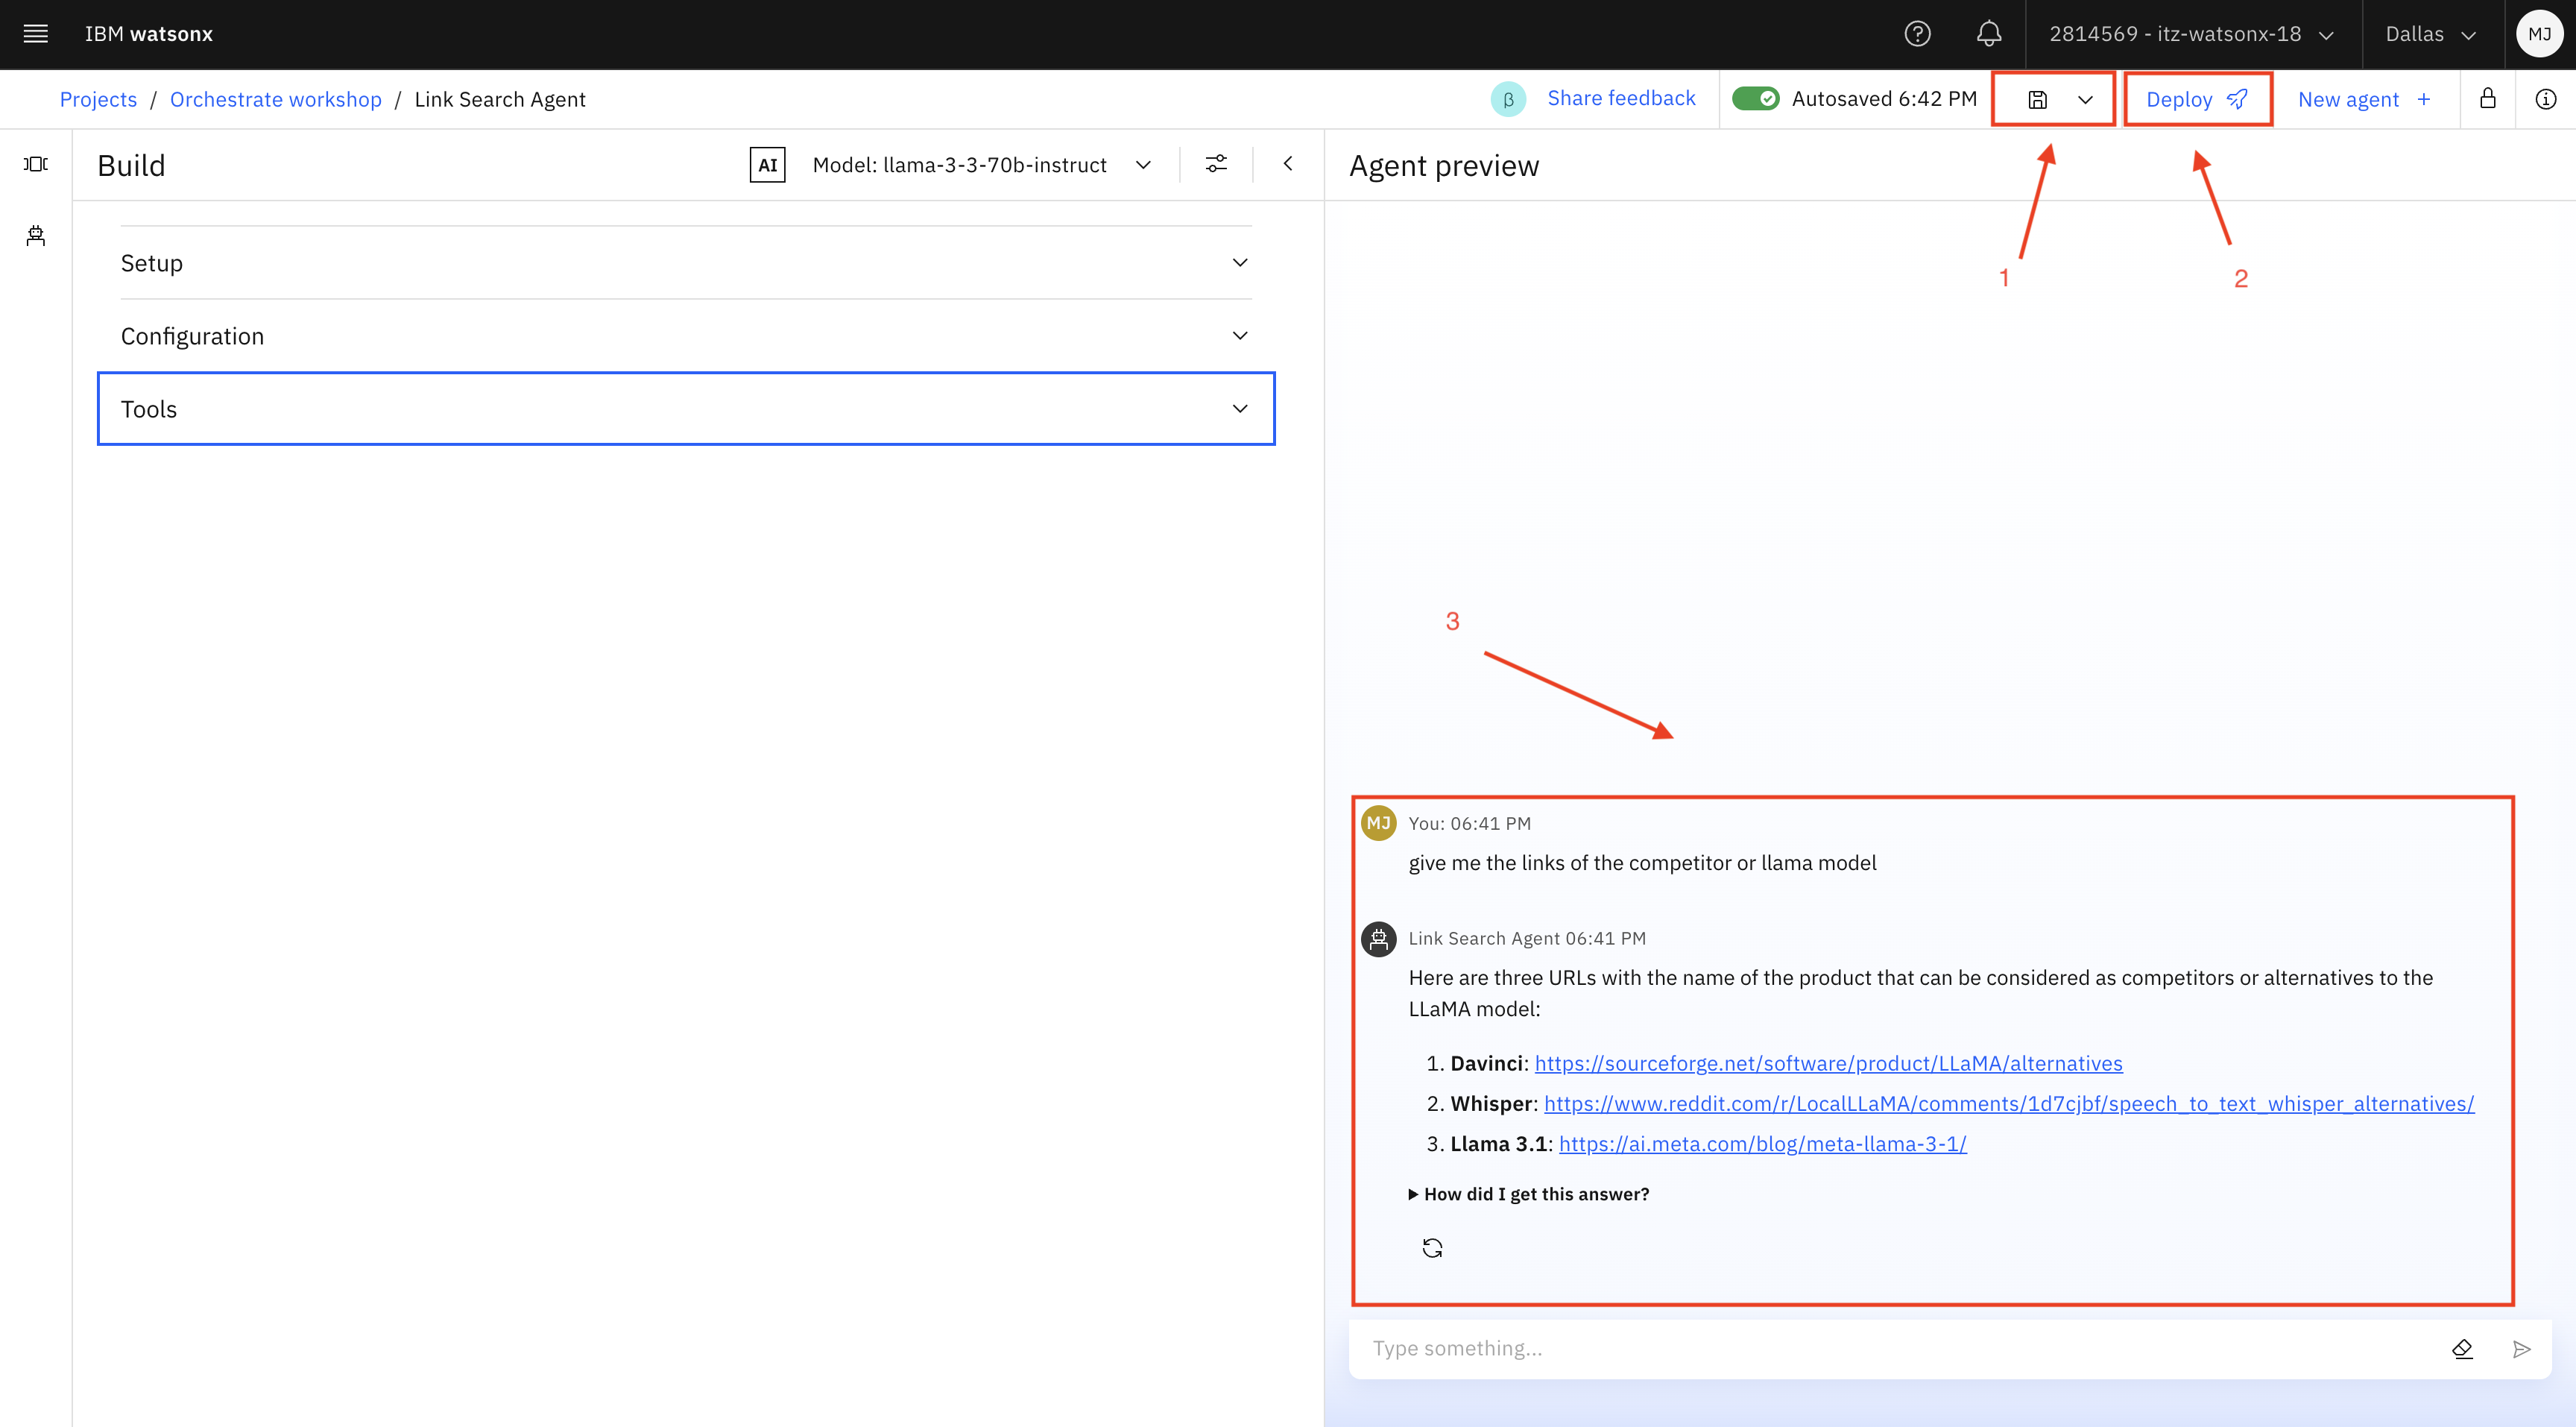 IBM watsonx
2814569 - itz-watsonx-18
Dallas
MJ
Projects / Orchestrate workshop / Link Search Agent
β
Share feedback
Autosaved 6:42 PM
Deploy
New agent +
Build
AI
Model: llama-3-3-70b-instruct
Agent preview
Setup
Configuration
Tools
1
2
3
MJ
You: 06:41 PM
give me the links of the competitor or llama model
Link Search Agent 06:41 PM
Here are three URLs with the name of the product that can be considered as competitors or alternatives to the
LLaMA model:
1. Davinci: https://sourceforge.net/software/product/LLaMA/alternatives
2. Whisper: https://www.reddit.com/r/LocalLLaMA/comments/1d7cjbf/speech_to_text_whisper_alternatives/
3. Llama 3.1: https://ai.meta.com/blog/meta-llama-3-1/
How did I get this answer?
Type something...